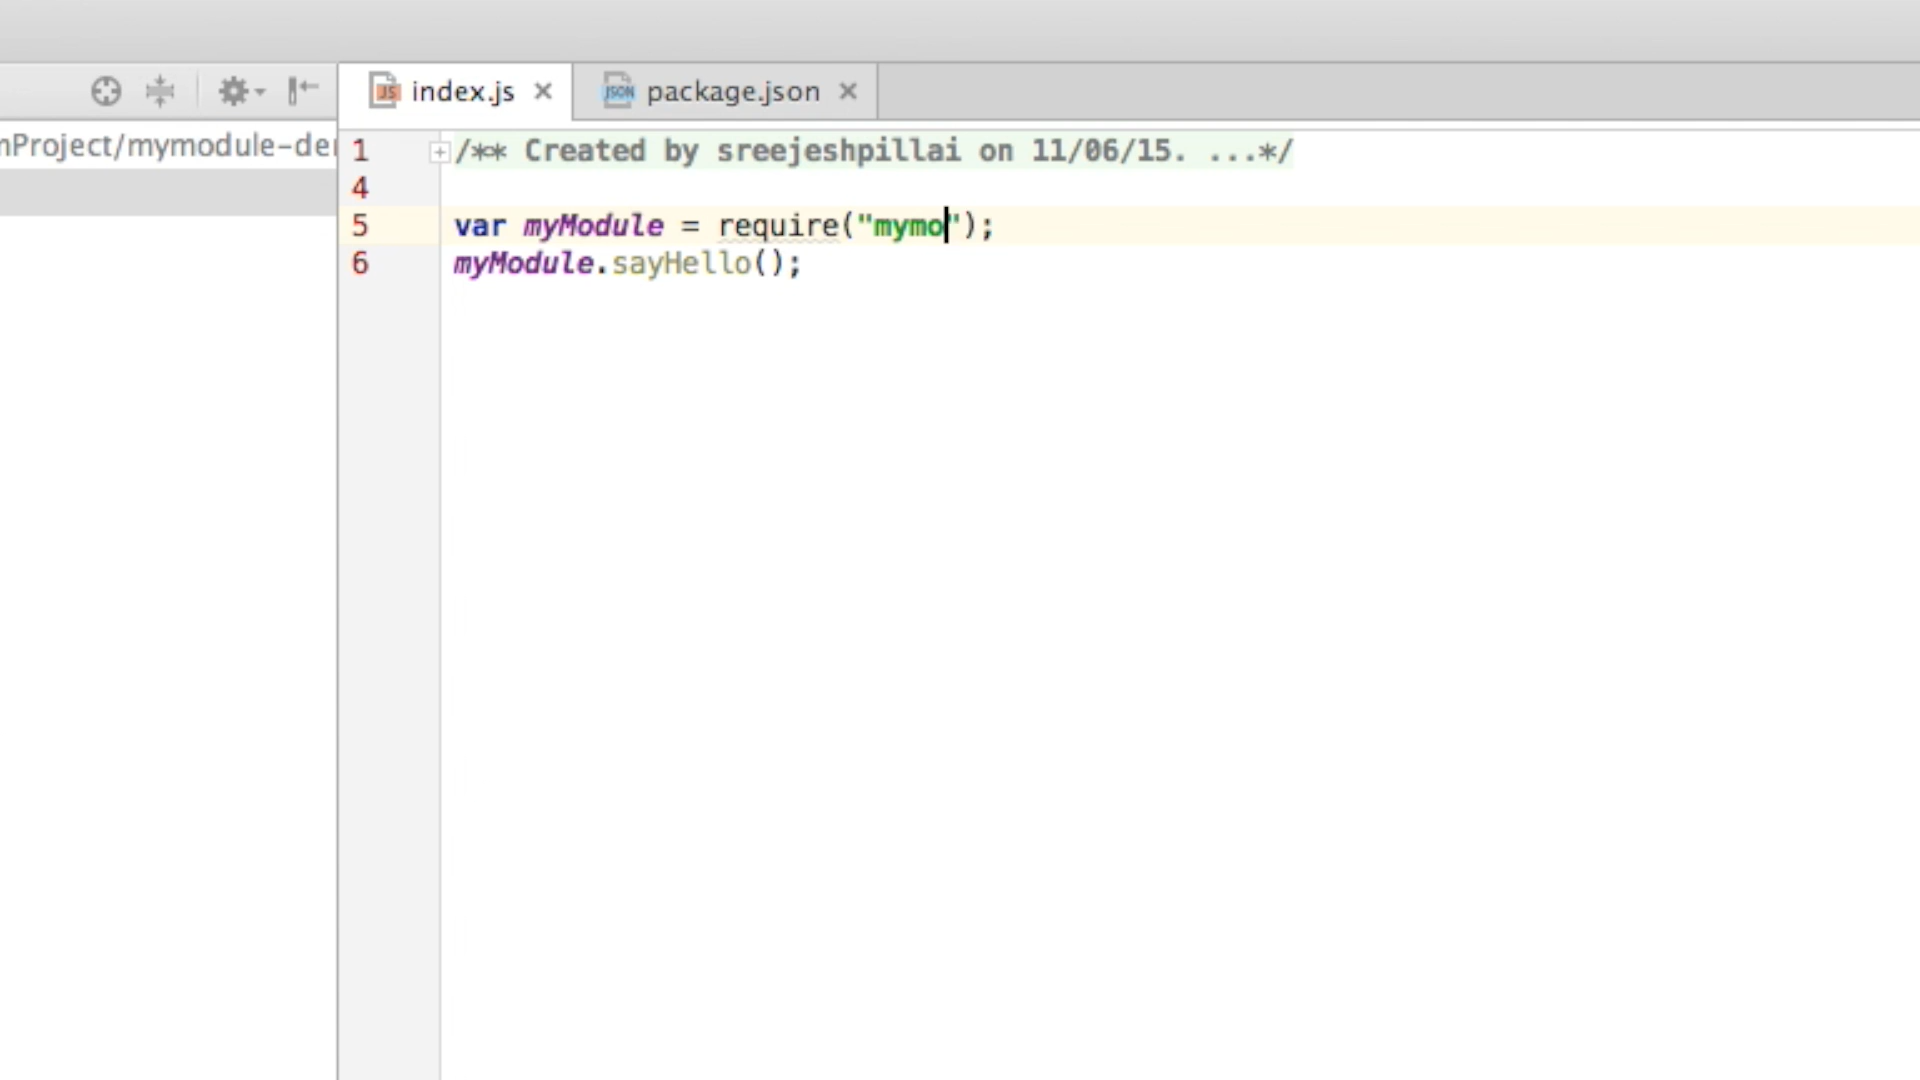 index.js
package.json
mProject/mymodule-de
1 /** Created by sreejeshpillai on 11/06/15. ...*/
4
5 var myModule = require("mymo");
6 myModule.sayHello();